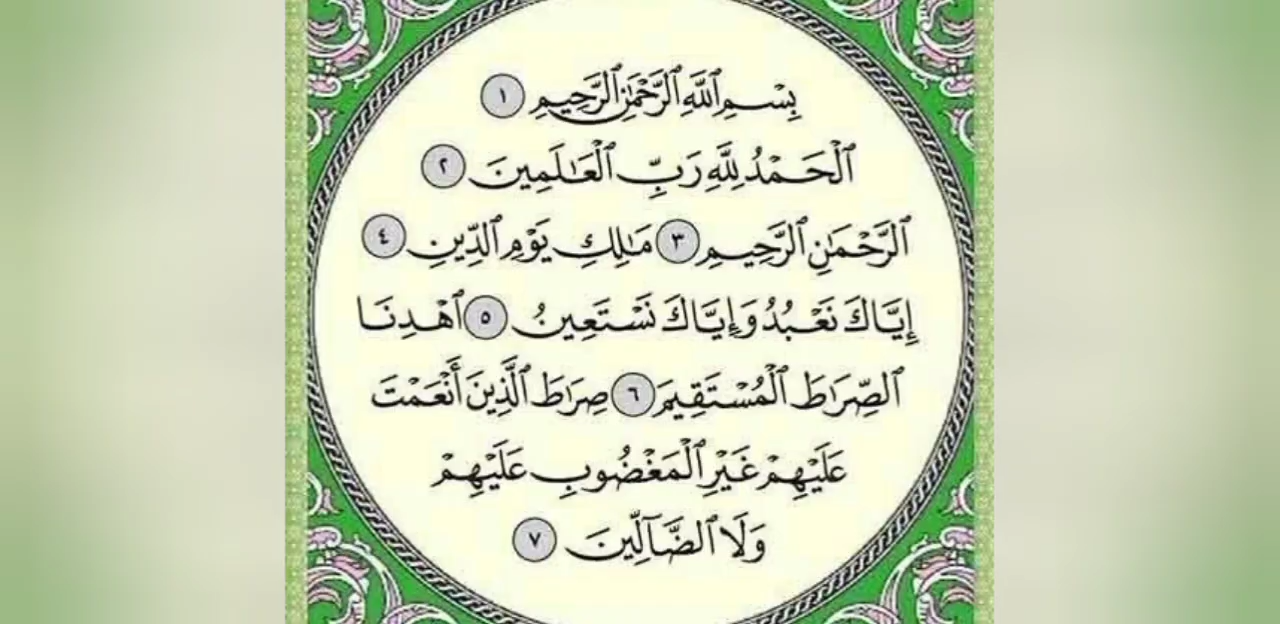 بِسْمِ ٱللَّهِ ٱلرَّحْمَٰنِ ٱلرَّحِيمِ ١
ٱلْحَمْدُ لِلَّهِ رَبِّ ٱلْعَٰلَمِينَ ٢
ٱلرَّحْمَٰنِ ٱلرَّحِيمِ ٣ مَٰلِكِ يَوْمِ ٱلدِّينِ ٤
إِيَّاكَ نَعْبُدُ وَإِيَّاكَ نَسْتَعِينُ ٥ ٱهْدِنَا
ٱلصِّرَٰطَ ٱلْمُسْتَقِيمَ ٦ صِرَٰطَ ٱلَّذِينَ أَنْعَمْتَ
عَلَيْهِمْ غَيْرِ ٱلْمَغْضُوبِ عَلَيْهِمْ
وَلَا ٱلضَّآلِّينَ ٧